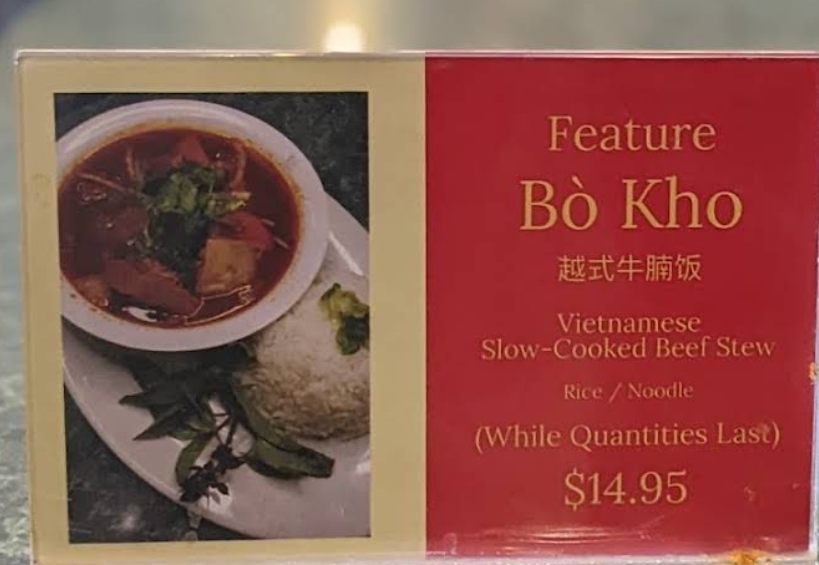 Feature
Bò Kho
越式牛腩饭
Vietnamese
Slow-Cooked Beef Stew
Rice / Noodle
(While Quantities Last)
$14.95